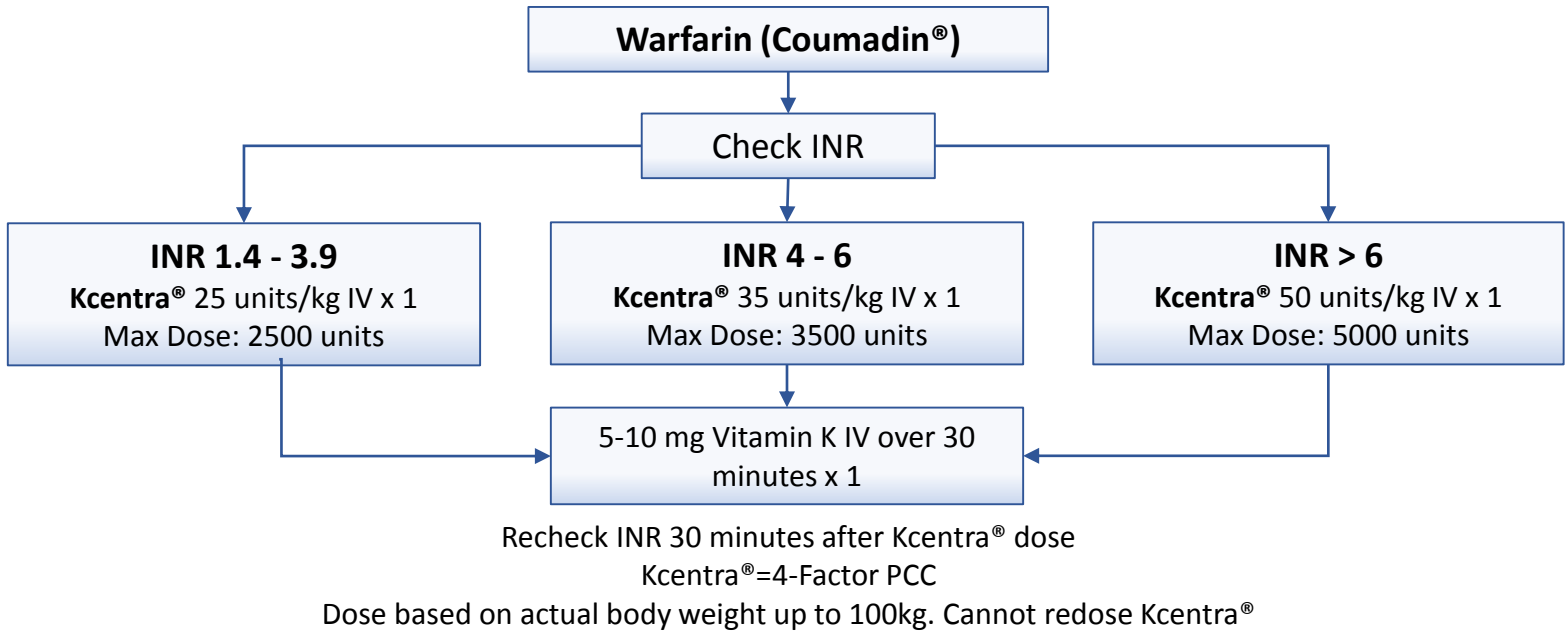 Warfarin (Coumadin®)
Check INR
INR 1.4 - 3.9
Kcentra® 25 units/kg IV x 1
Max Dose: 2500 units
INR 4 - 6
Kcentra® 35 units/kg IV x 1
Max Dose: 3500 units
INR > 6
Kcentra® 50 units/kg IV x 1
Max Dose: 5000 units
5-10 mg Vitamin K IV over 30
minutes x 1
Recheck INR 30 minutes after Kcentra® dose
Kcentra®=4-Factor PCC
Dose based on actual body weight up to 100kg. Cannot redose Kcentra®